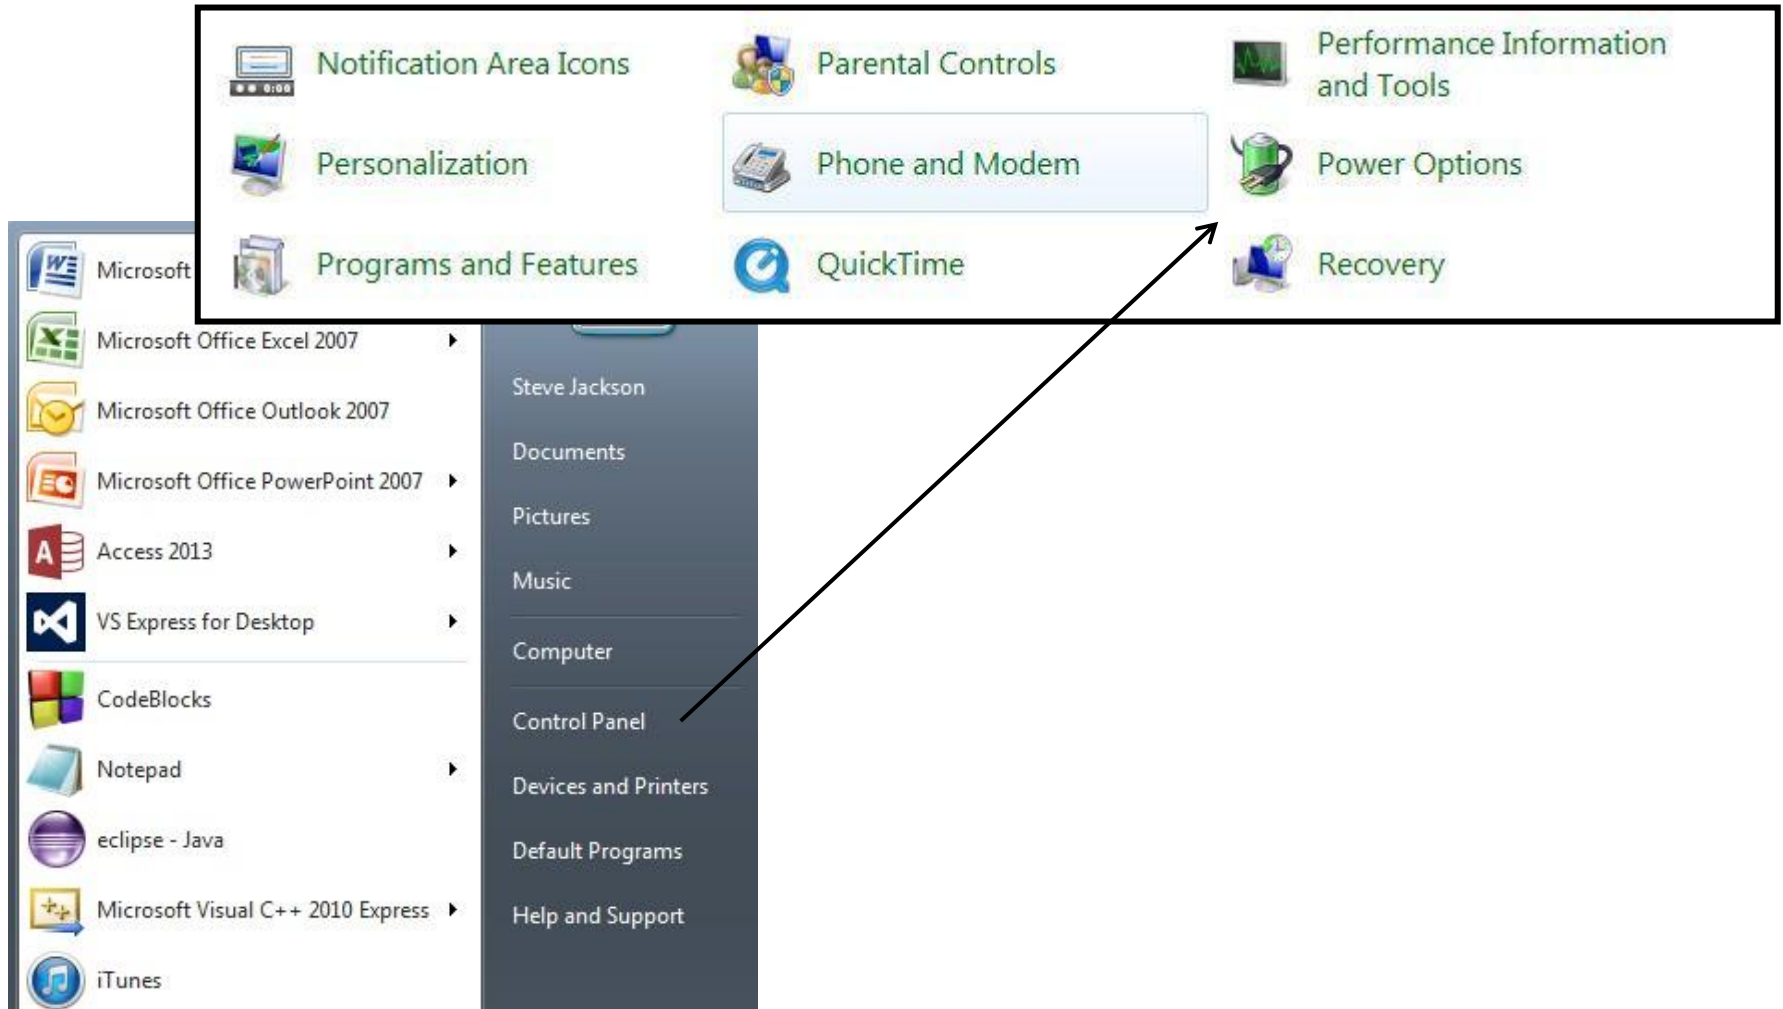 Notification Area Icons
Parental Controls
Performance Information
and Tools
Personalization
Phone and Modem
Power Options
Programs and Features
QuickTime
Recovery
Microsoft
Microsoft Office Excel 2007
Microsoft Office Outlook 2007
Microsoft Office PowerPoint 2007
Access 2013
VS Express for Desktop
CodeBlocks
Notepad
eclipse - Java
Microsoft Visual C++ 2010 Express
iTunes
Steve Jackson
Documents
Pictures
Music
Computer
Control Panel
Devices and Printers
Default Programs
Help and Support